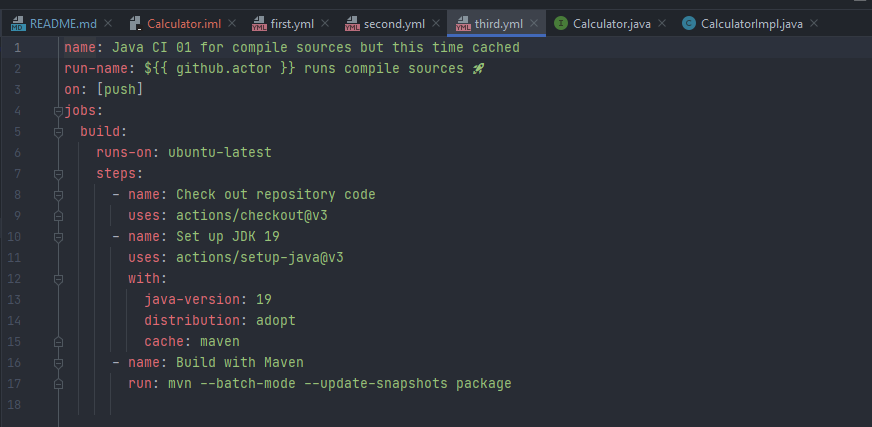 README.md Calculator.iml first.yml second.yml third.yml Calculator.java CalculatorImpl.java
1 name: Java CI 01 for compile sources but this time cached
2 run-name: ${{ github.actor }} runs compile sources 🚀
3 on: [push]
4 jobs:
5 build:
6 runs-on: ubuntu-latest
7 steps:
8 - name: Check out repository code
9 uses: actions/checkout@v3
10 - name: Set up JDK 19
11 uses: actions/setup-java@v3
12 with:
13 java-version: 19
14 distribution: adopt
15 cache: maven
16 - name: Build with Maven
17 run: mvn --batch-mode --update-snapshots package
18